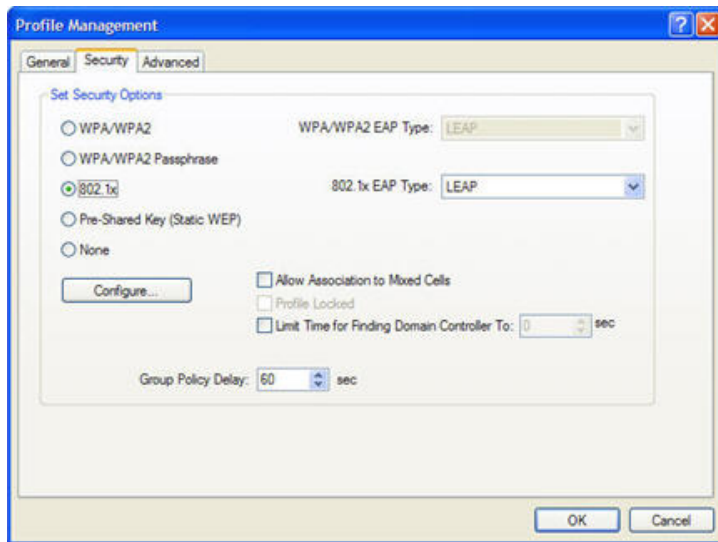 Profile Management
General Security Advanced
Set Security Options
WPA/WPA2 WPA/WPA2 EAP Type: LEAP
WPA/WPA2 Passphrase
802.1x 802.1x EAP Type: LEAP
Pre-Shared Key (Static WEP)
None
Configure... Allow Association to Mixed Cells
Profile Locked
Limit Time for Finding Domain Controller To: 0 sec
Group Policy Delay: 60 sec
OK Cancel